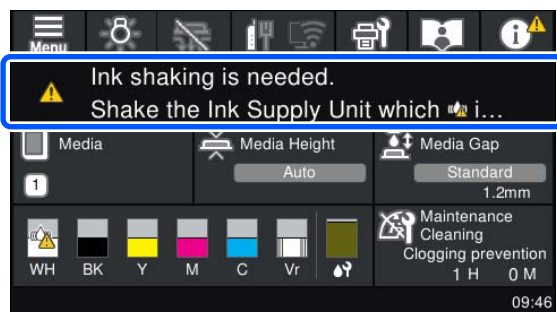 Menu
Ink shaking is needed.
Shake the Ink Supply Unit which i...
Media
1
Media Height
Auto
Media Gap
Standard
1.2mm
WH BK Y M C Vr
Maintenance
Cleaning
Clogging prevention
1 H 0 M
09:46